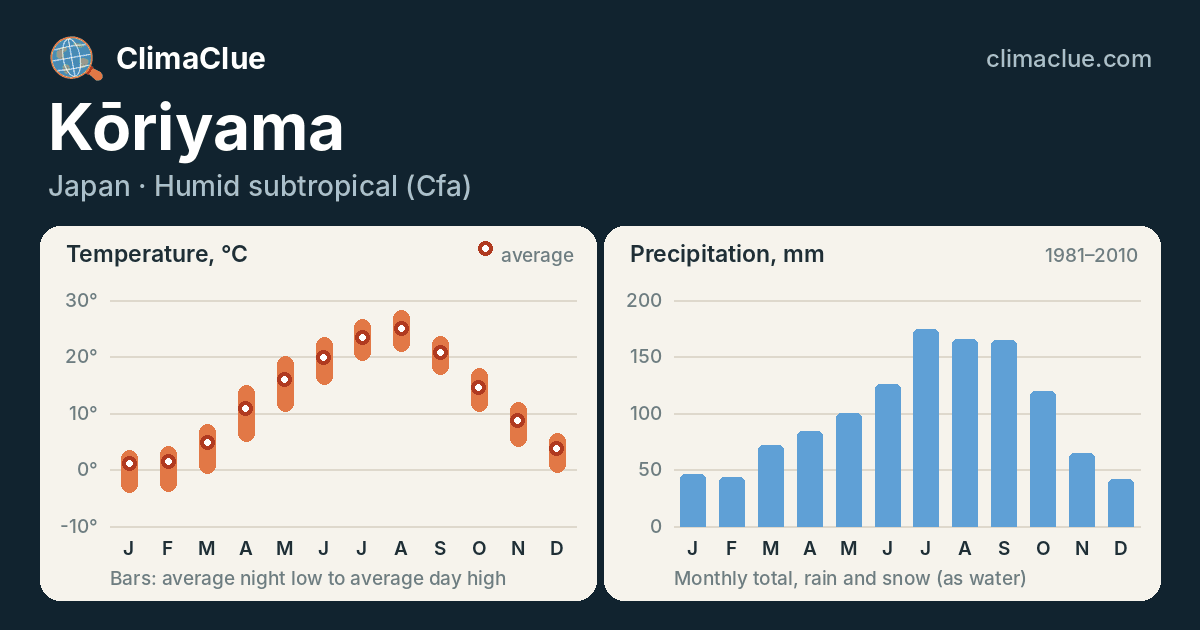 ClimaClue
climaclue.com
Kōriyama
Japan · Humid subtropical (Cfa)
Temperature, °C
average
30°
20°
10°
0°
-10°
J F M A M J J A S O N D
Bars: average night low to average day high
Precipitation, mm
1981–2010
200
150
100
50
0
J F M A M J J A S O N D
Monthly total, rain and snow (as water)